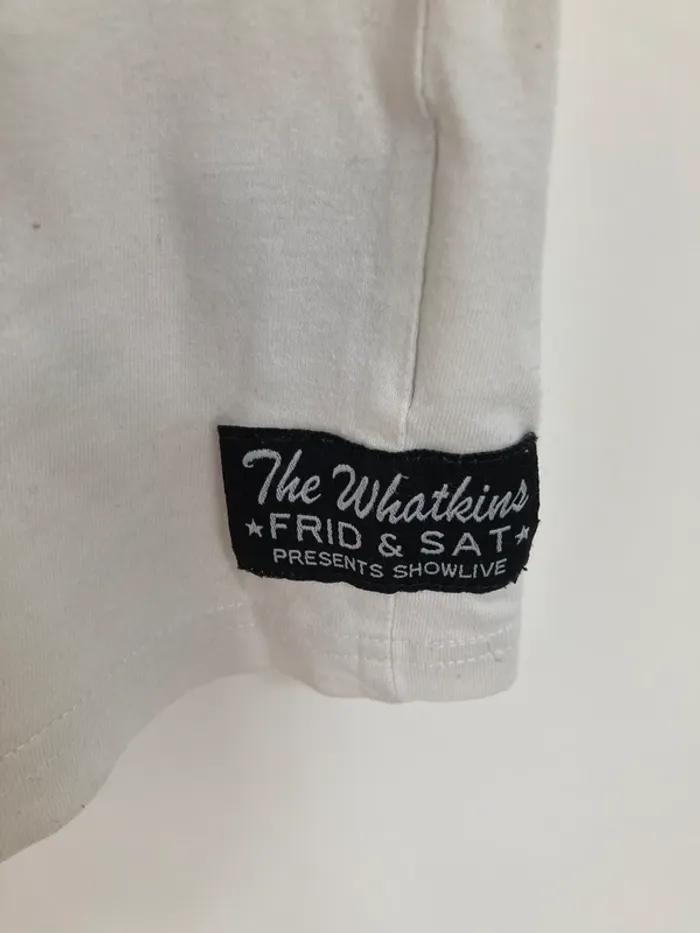 The Whatkins
★FRID & SAT★
PRESENTS SHOWLIVE